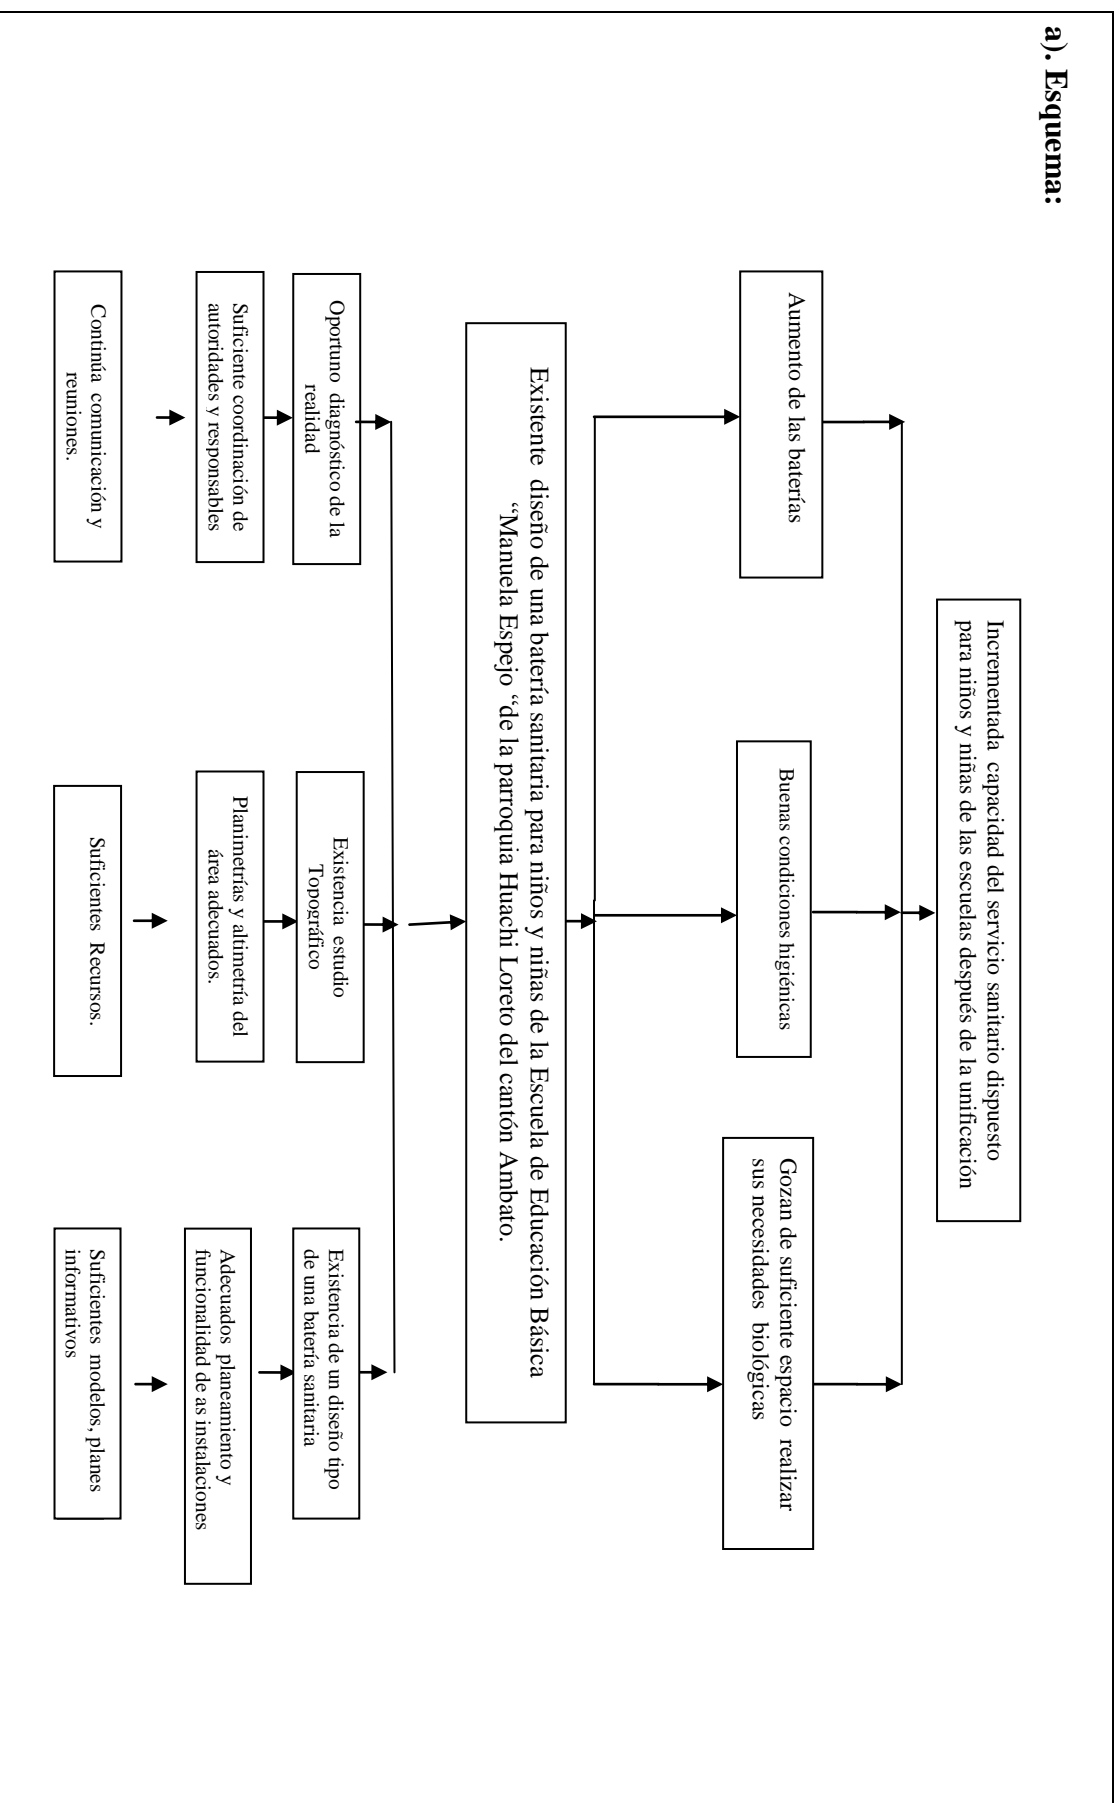 a). Esquema:
Incrementada capacidad del servicio sanitario dispuesto
para niños y niñas de las escuelas después de la unificación
Aumento de las baterías
Buenas condiciones higiénicas
Gozan de suficiente espacio realizar
sus necesidades biológicas
Existente diseño de una batería sanitaria para niños y niñas de la Escuela de Educación Básica
“Manuela Espejo “de la parroquia Huachi Loreto del cantón Ambato.
Oportuno diagnóstico de la
realidad
Existencia estudio
Topográfico
Existencia de un diseño tipo
de una batería sanitaria
Suficiente coordinación de
autoridades y responsables
Planimetrías y altimetría del
área adecuados.
Adecuados planeamiento y
funcionalidad de as instalaciones
Continúa comunicación y
reuniones.
Suficientes Recursos.
Suficientes modelos, planes
informativos